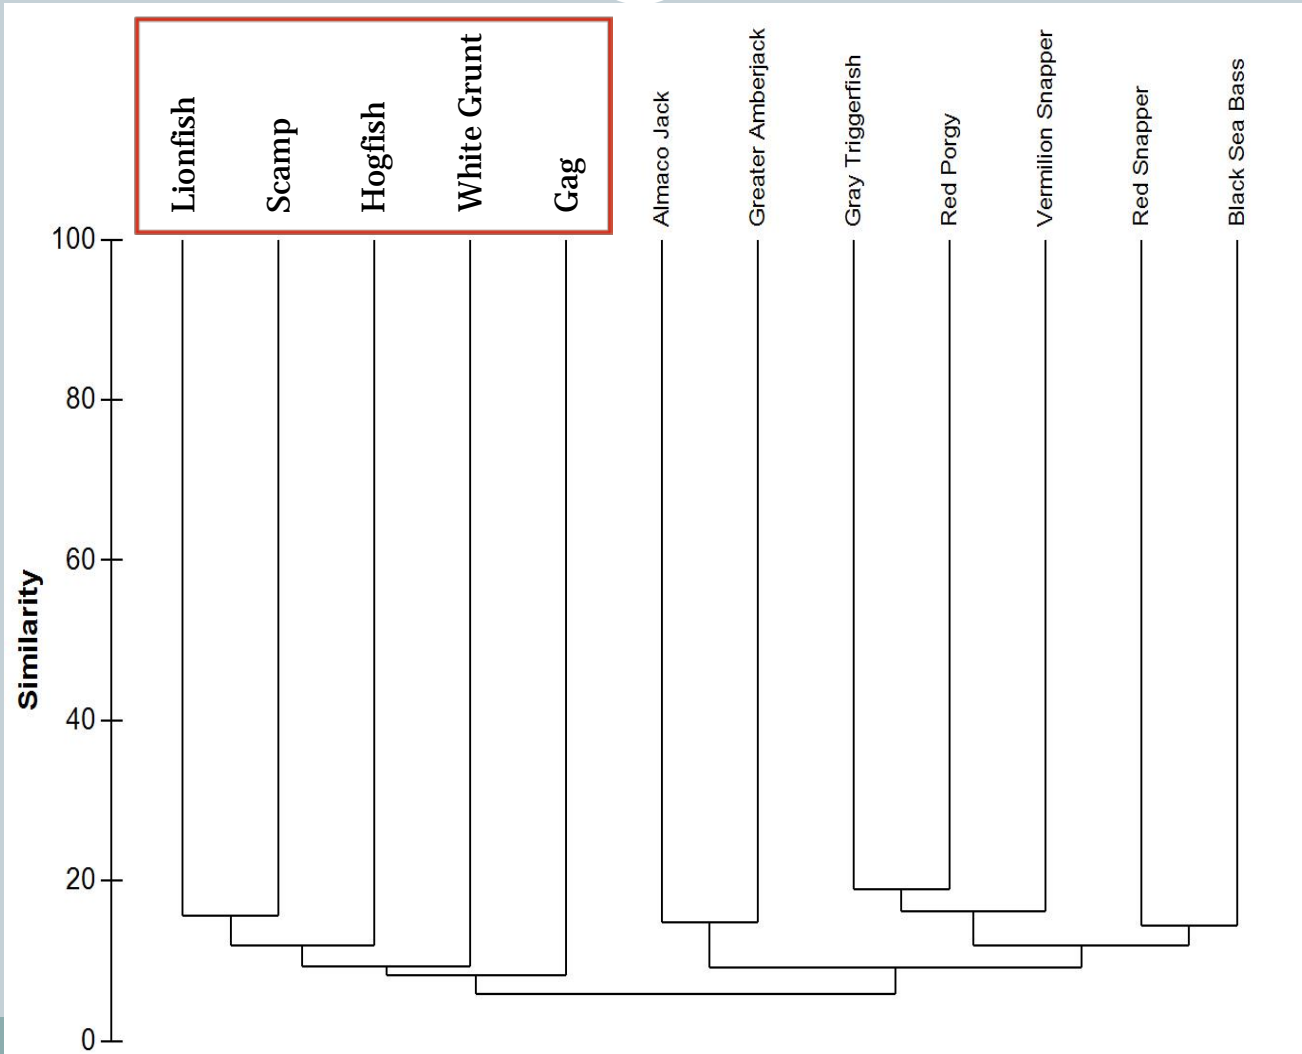 Lionfish
Scamp
Hogfish
White Grunt
Gag
Almaco Jack
Greater Amberjack
Gray Triggerfish
Red Porgy
Vermilion Snapper
Red Snapper
Black Sea Bass
100
80
60
40
20
0
Similarity